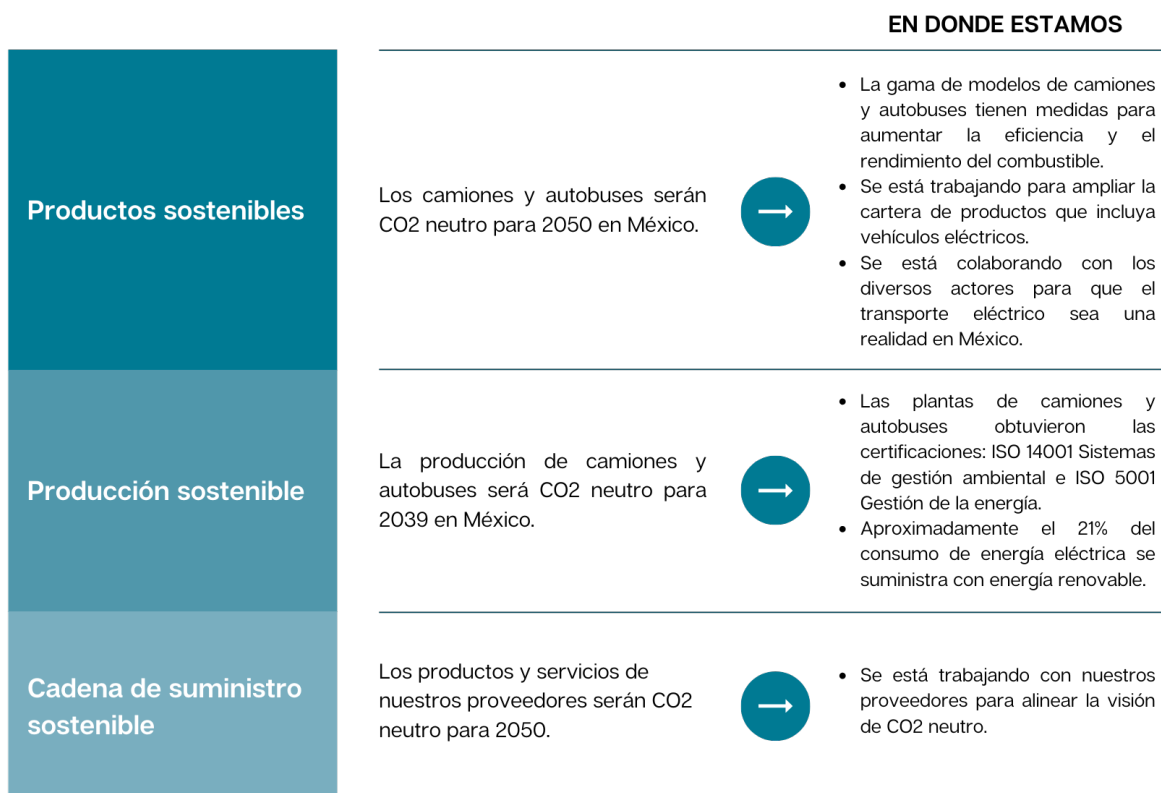 EN DONDE ESTAMOS
Productos sostenibles
Los camiones y autobuses serán
CO2 neutro para 2050 en México.
• La gama de modelos de camiones
y autobuses tienen medidas para
aumentar la eficiencia y el
rendimiento del combustible.
• Se está trabajando para ampliar la
cartera de productos que incluya
vehículos eléctricos.
• Se está colaborando con los
diversos actores para que el
transporte eléctrico sea una
realidad en México.
Producción sostenible
La producción de camiones y
autobuses será CO2 neutro para
2039 en México.
• Las plantas de camiones y
autobuses obtuvieron las
certificaciones: ISO 14001 Sistemas
de gestión ambiental e ISO 5001
Gestión de la energía.
• Aproximadamente el 21% del
consumo de energía eléctrica se
suministra con energía renovable.
Cadena de suministro
sostenible
Los productos y servicios de
nuestros proveedores serán CO2
neutro para 2050.
• Se está trabajando con nuestros
proveedores para alinear la visión
de CO2 neutro.